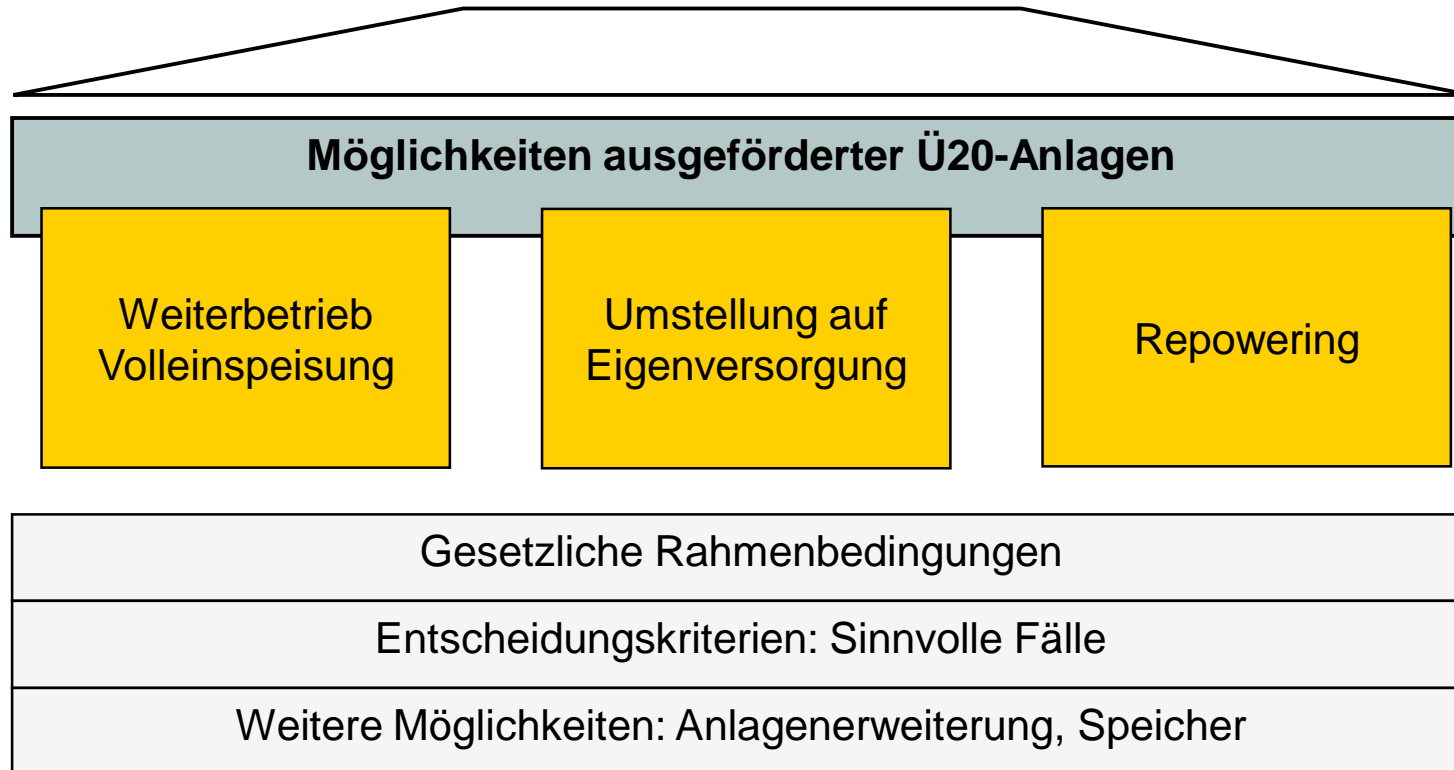 Möglichkeiten ausgeförderter Ü20-Anlagen
Weiterbetrieb
Volleinspeisung
Umstellung auf
Eigenversorgung
Repowering
Gesetzliche Rahmenbedingungen
Entscheidungskriterien: Sinnvolle Fälle
Weitere Möglichkeiten: Anlagenerweiterung, Speicher